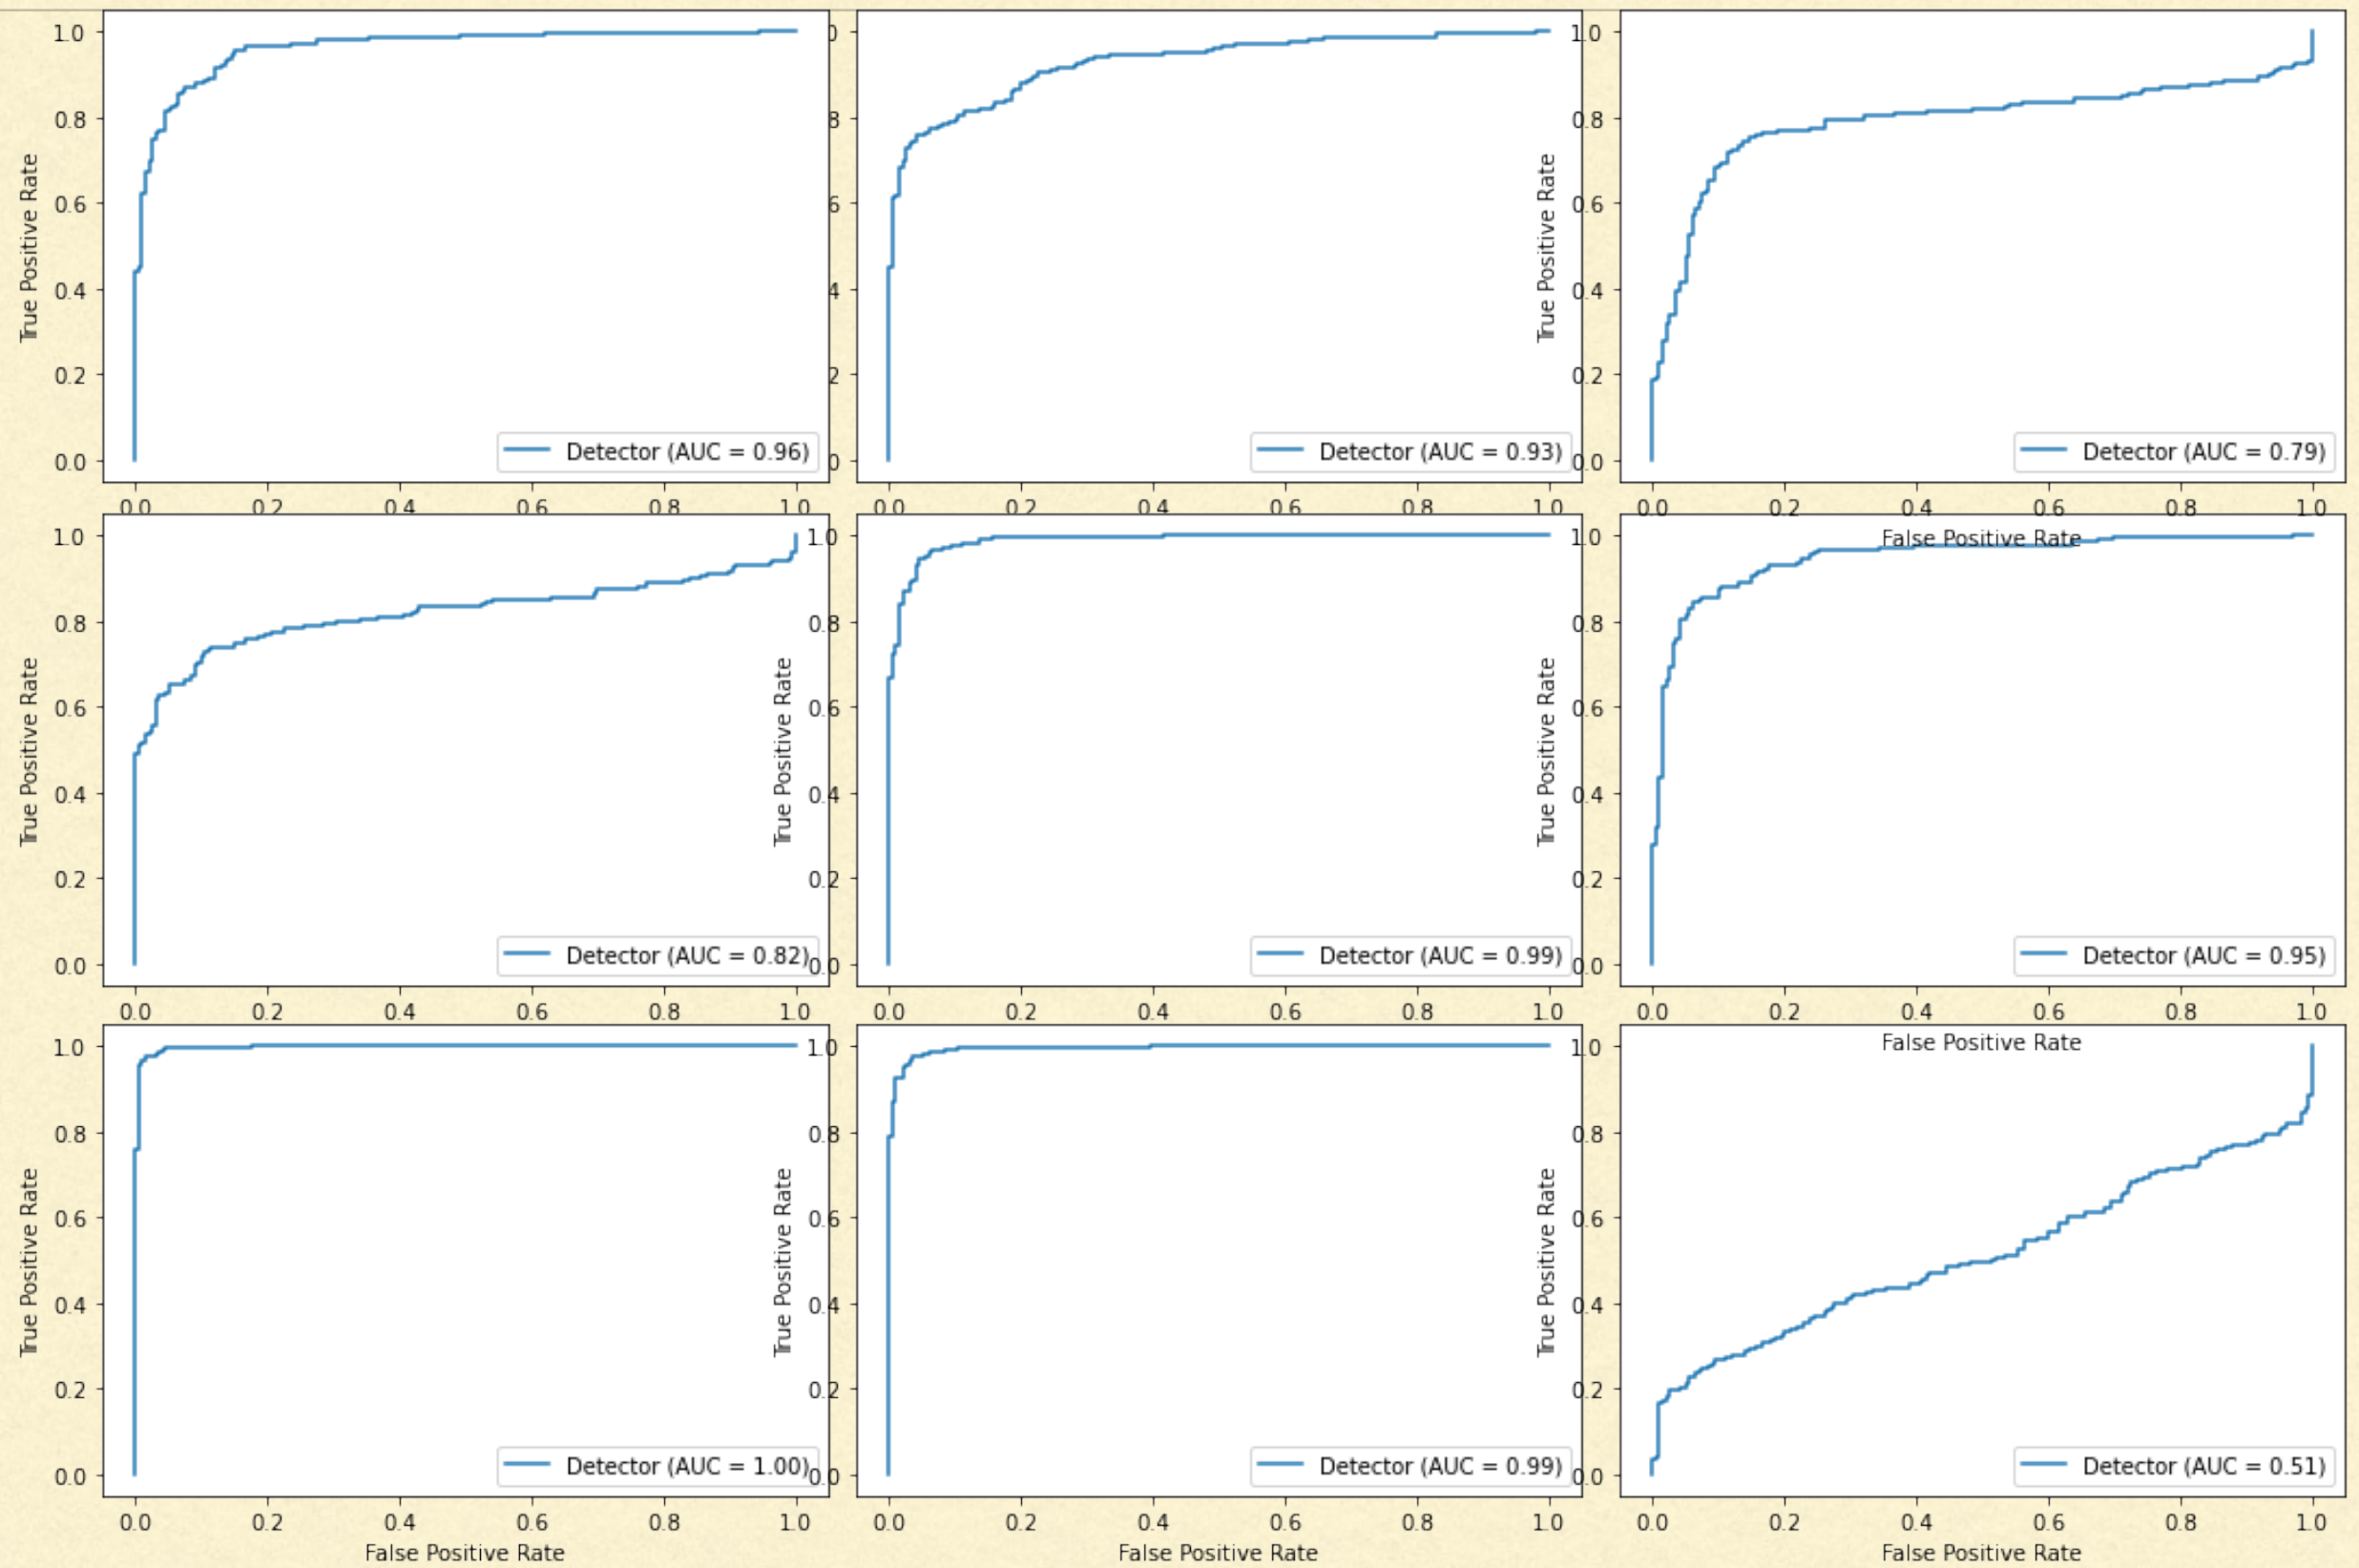 1.0
0.8
0.6
0.4
0.2
0.0
True Positive Rate
Detector (AUC = 0.96)
0.0 0.2 0.4 0.6 0.8 1.0
0
8
6
4
2
0
Detector (AUC = 0.93)
0.0 0.2 0.4 0.6 0.8 1.0
1.0
0.8
0.6
0.4
0.2
0.0
True Positive Rate
Detector (AUC = 0.79)
0.0 0.2 0.4 0.6 0.8 1.0
False Positive Rate
1.0
0.8
0.6
0.4
0.2
0.0
True Positive Rate
Detector (AUC = 0.82)
0.0 0.2 0.4 0.6 0.8 1.0
1.0
0.8
0.6
0.4
0.2
0.0
True Positive Rate
Detector (AUC = 0.99)
0.0 0.2 0.4 0.6 0.8 1.0
1.0
0.8
0.6
0.4
0.2
0.0
True Positive Rate
Detector (AUC = 0.95)
0.0 0.2 0.4 0.6 0.8 1.0
False Positive Rate
1.0
0.8
0.6
0.4
0.2
0.0
True Positive Rate
Detector (AUC = 1.00)
0.0 0.2 0.4 0.6 0.8 1.0
False Positive Rate
1.0
0.8
0.6
0.4
0.2
0.0
True Positive Rate
Detector (AUC = 0.99)
0.0 0.2 0.4 0.6 0.8 1.0
False Positive Rate
1.0
0.8
0.6
0.4
0.2
0.0
True Positive Rate
Detector (AUC = 0.51)
0.0 0.2 0.4 0.6 0.8 1.0
False Positive Rate